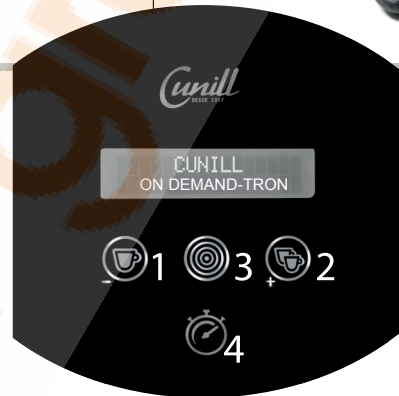 Cunill
DESDE 1957
CUNILL
ON DEMAND-TRON
- 1 3 + 2
4